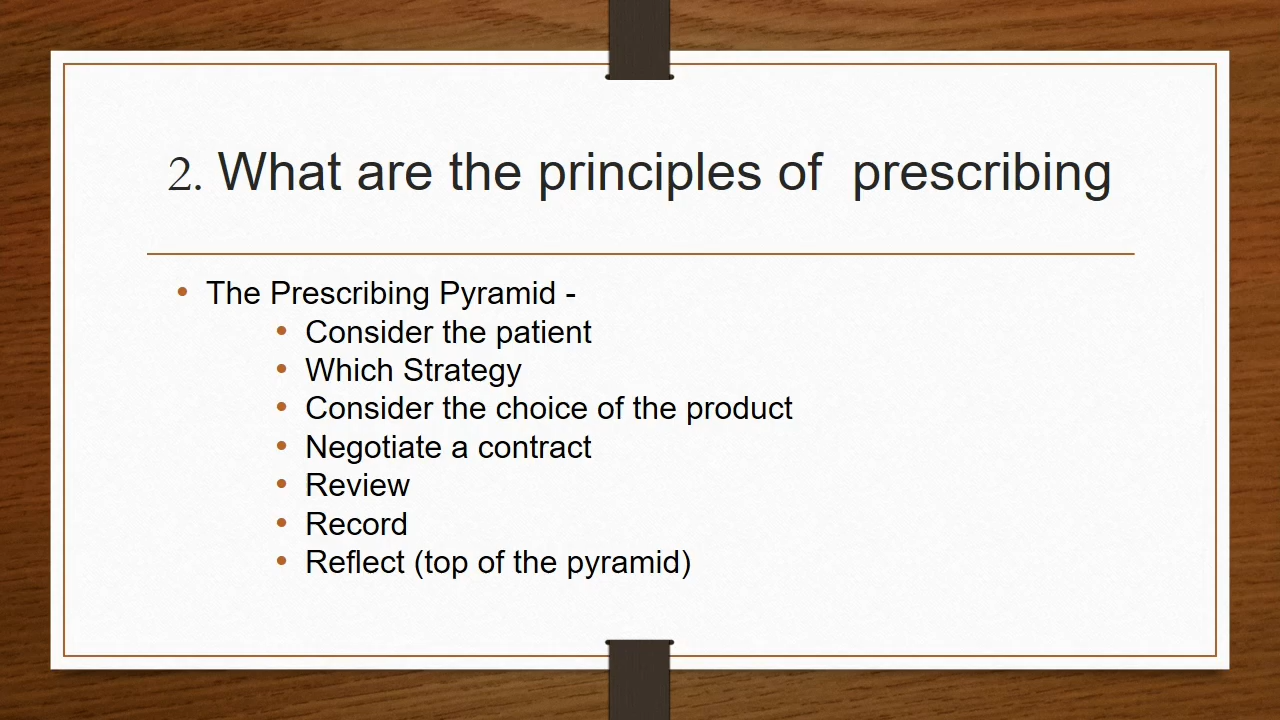 2. What are the principles of  prescribing
• The Prescribing Pyramid -
• Consider the patient
• Which Strategy
• Consider the choice of the product
• Negotiate a contract
• Review
• Record
• Reflect (top of the pyramid)